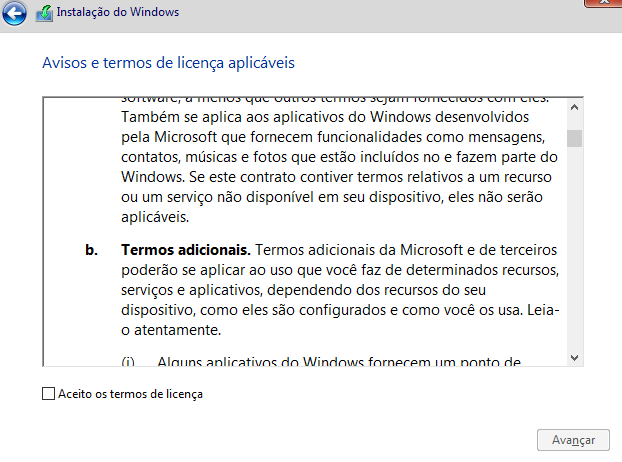 Instalação do Windows
Avisos e termos de licença aplicáveis
software, a menos que outros termos sejam fornecidos com eles.
Também se aplica aos aplicativos do Windows desenvolvidos
pela Microsoft que fornecem funcionalidades como mensagens,
contatos, músicas e fotos que estão incluídos no e fazem parte do
Windows. Se este contrato contiver termos relativos a um recurso
ou um serviço não disponível em seu dispositivo, eles não serão
aplicáveis.
b. Termos adicionais. Termos adicionais da Microsoft e de terceiros
poderão se aplicar ao uso que você faz de determinados recursos,
serviços e aplicativos, dependendo dos recursos do seu
dispositivo, como eles são configurados e como você os usa. Leia-
o atentamente.
(i) Alguns aplicativos do Windows fornecem um ponto de
Aceito os termos de licença
Avançar